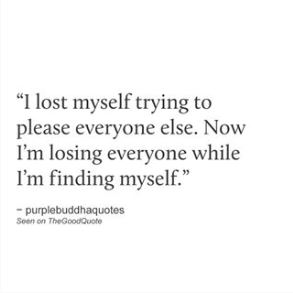 “I lost myself trying to
please everyone else. Now
I’m losing everyone while
I’m finding myself.”
– purplebuddhaquotes
Seen on TheGoodQuote